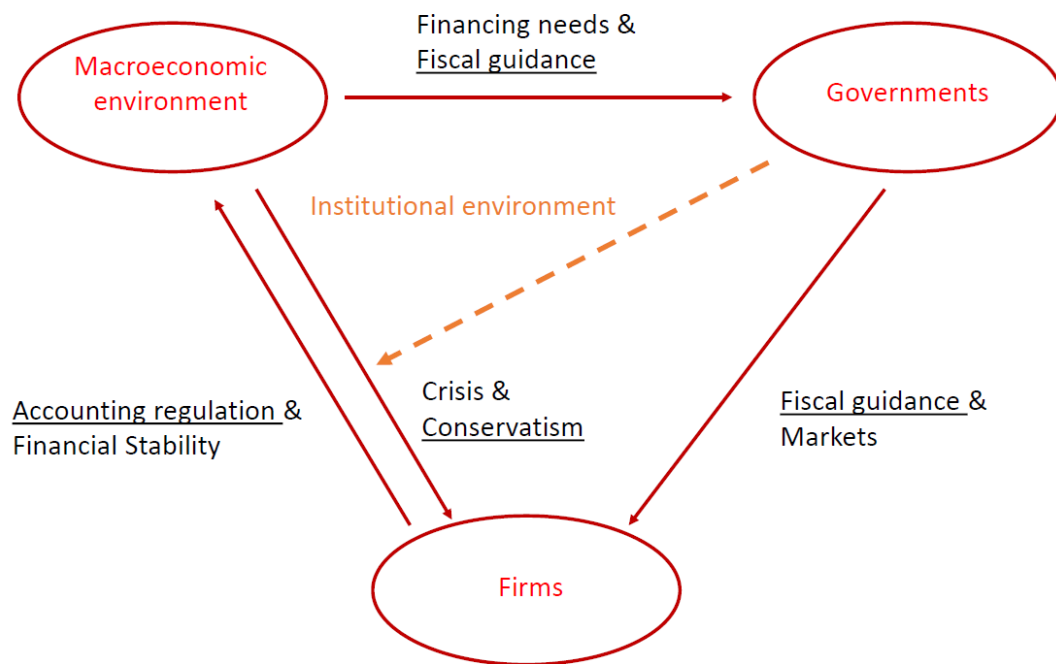 Financing needs &
Fiscal guidance
Macroeconomic
environment
Governments
Institutional environment
Accounting regulation &
Financial Stability
Crisis &
Conservatism
Fiscal guidance &
Markets
Firms